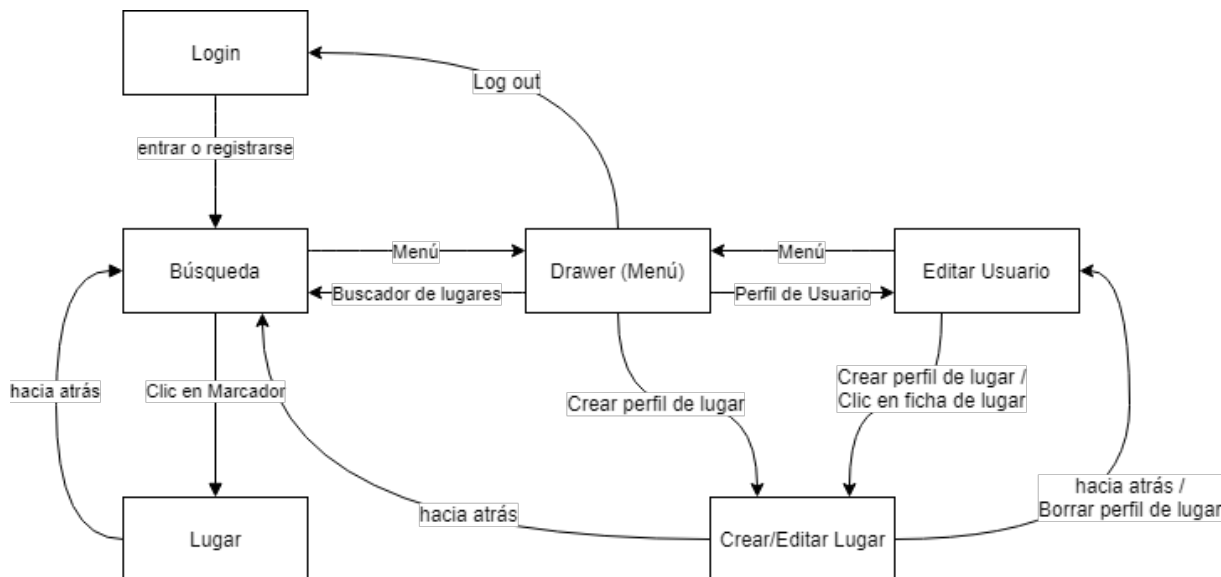 Login
Log out
entrar o registrarse
Búsqueda
Menú
Drawer (Menú)
Menú
Editar Usuario
Buscador de lugares
Perfil de Usuario
hacia atrás
Clic en Marcador
Crear perfil de lugar
Crear perfil de lugar /
Clic en ficha de lugar
Lugar
hacia atrás
Crear/Editar Lugar
hacia atrás /
Borrar perfil de lugar